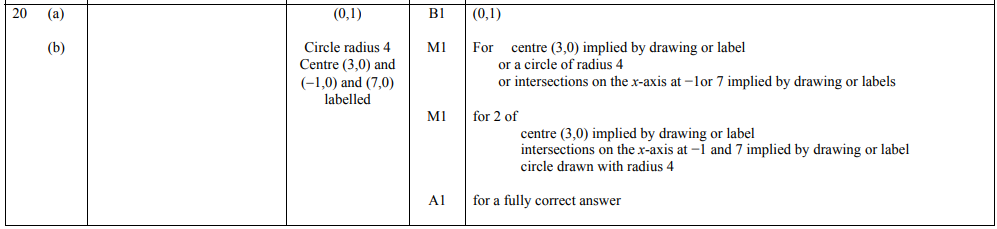 20 (a) (0,1) B1 (0,1)
(b) Circle radius 4 M1 For centre (3,0) implied by drawing or label
Centre (3,0) and or a circle of radius 4
(−1,0) and (7,0) or intersections on the x-axis at −1or 7 implied by drawing or labels
labelled
M1 for 2 of
centre (3,0) implied by drawing or label
intersections on the x-axis at −1 and 7 implied by drawing or label
circle drawn with radius 4
A1 for a fully correct answer